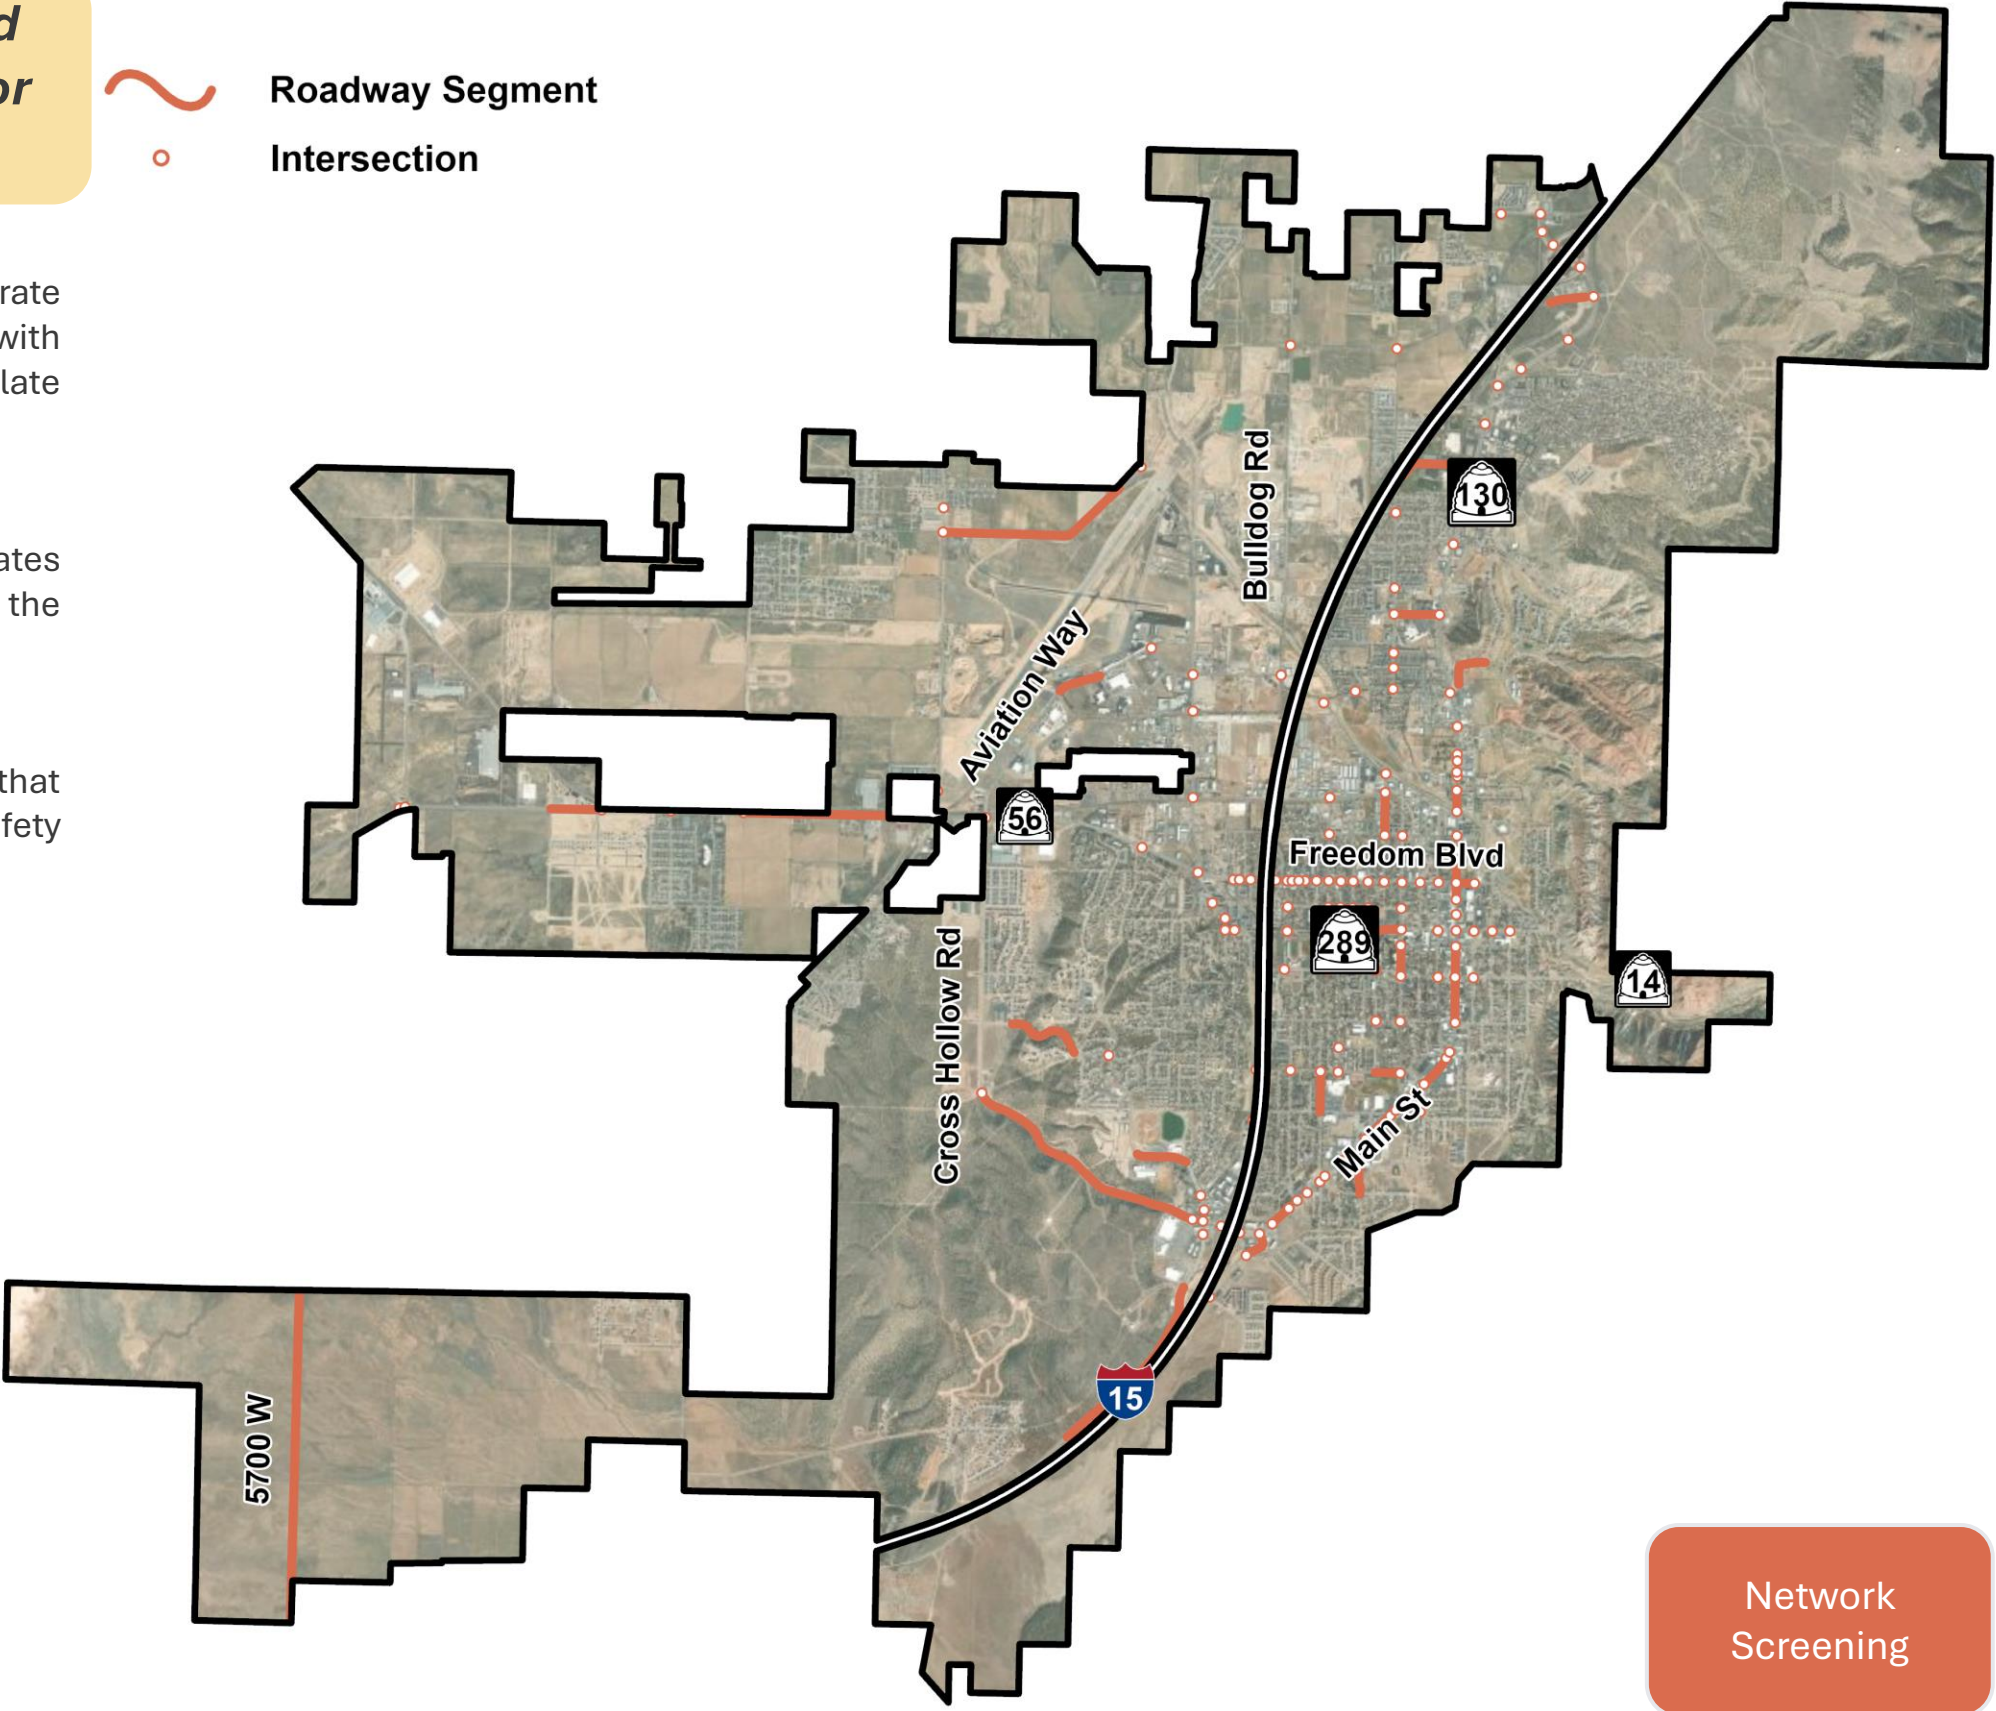 d
or
Roadway Segment
Intersection
rate
with
late
ates
the
that
fety
Bulldog Rd
130
Aviation Way
56
Freedom Blvd
289
14
Cross Hollow Rd
Main St
15
5700 W
Network
Screening